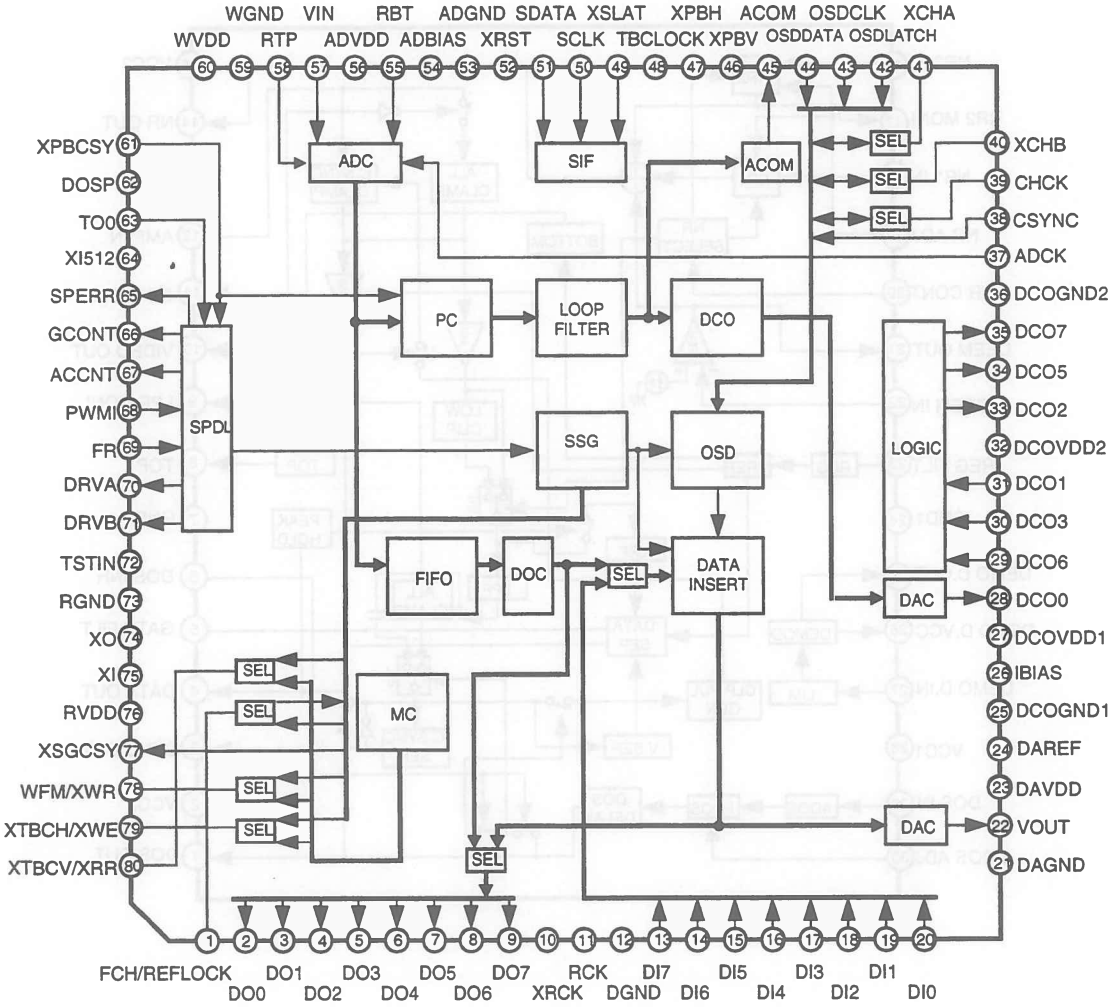 WGND VIN RBT ADGND SDATA XSLAT XPBH ACOM OSDCLK XCHA
WVDD RTP ADVDD ADBIAS XRST SCLK TBCLOCK XPBV OSDDATA OSDLATCH
60 59 58 57 56 55 54 53 52 51 50 49 48 47 46 45 44 43 42 41
XPBCSY 61
DOSP 62
TO0 63
XI512 64
SPERR 65
GCONT 66
ACCNT 67
PWMI 68
FR 69
DRVA 70
DRVB 71
TSTIN 72
RGND 73
XO 74
XI 75
RVDD 76
XSGCSY 77
WFM/XWR 78
XTBCH/XWE 79
XTBCV/XRR 80
ADC
SIF
ACOM
SEL
SEL
SEL
PC
LOOP
FILTER
DCO
SPDL
SSG
OSD
LOGIC
FIFO
DOC
SEL
DATA
INSERT
DAC
SEL
SEL
MC
SEL
SEL
SEL
DAC
40 XCHB
39 CHCK
38 CSYNC
37 ADCK
36 DCOGND2
35 DCO7
34 DCO5
33 DCO2
32 DCOVDD2
31 DCO1
30 DCO3
29 DCO6
28 DCO0
27 DCOVDD1
26 IBIAS
25 DCOGND1
24 DAREF
23 DAVDD
22 VOUT
21 DAGND
1 2 3 4 5 6 7 8 9 10 11 12 13 14 15 16 17 18 19 20
FCH/REFLOCK DO1 DO3 DO5 DO7 RCK DI7 DI5 DI3 DI1
DO0 DO2 DO4 DO6 XRCK DGND DI6 DI4 DI2 DI0